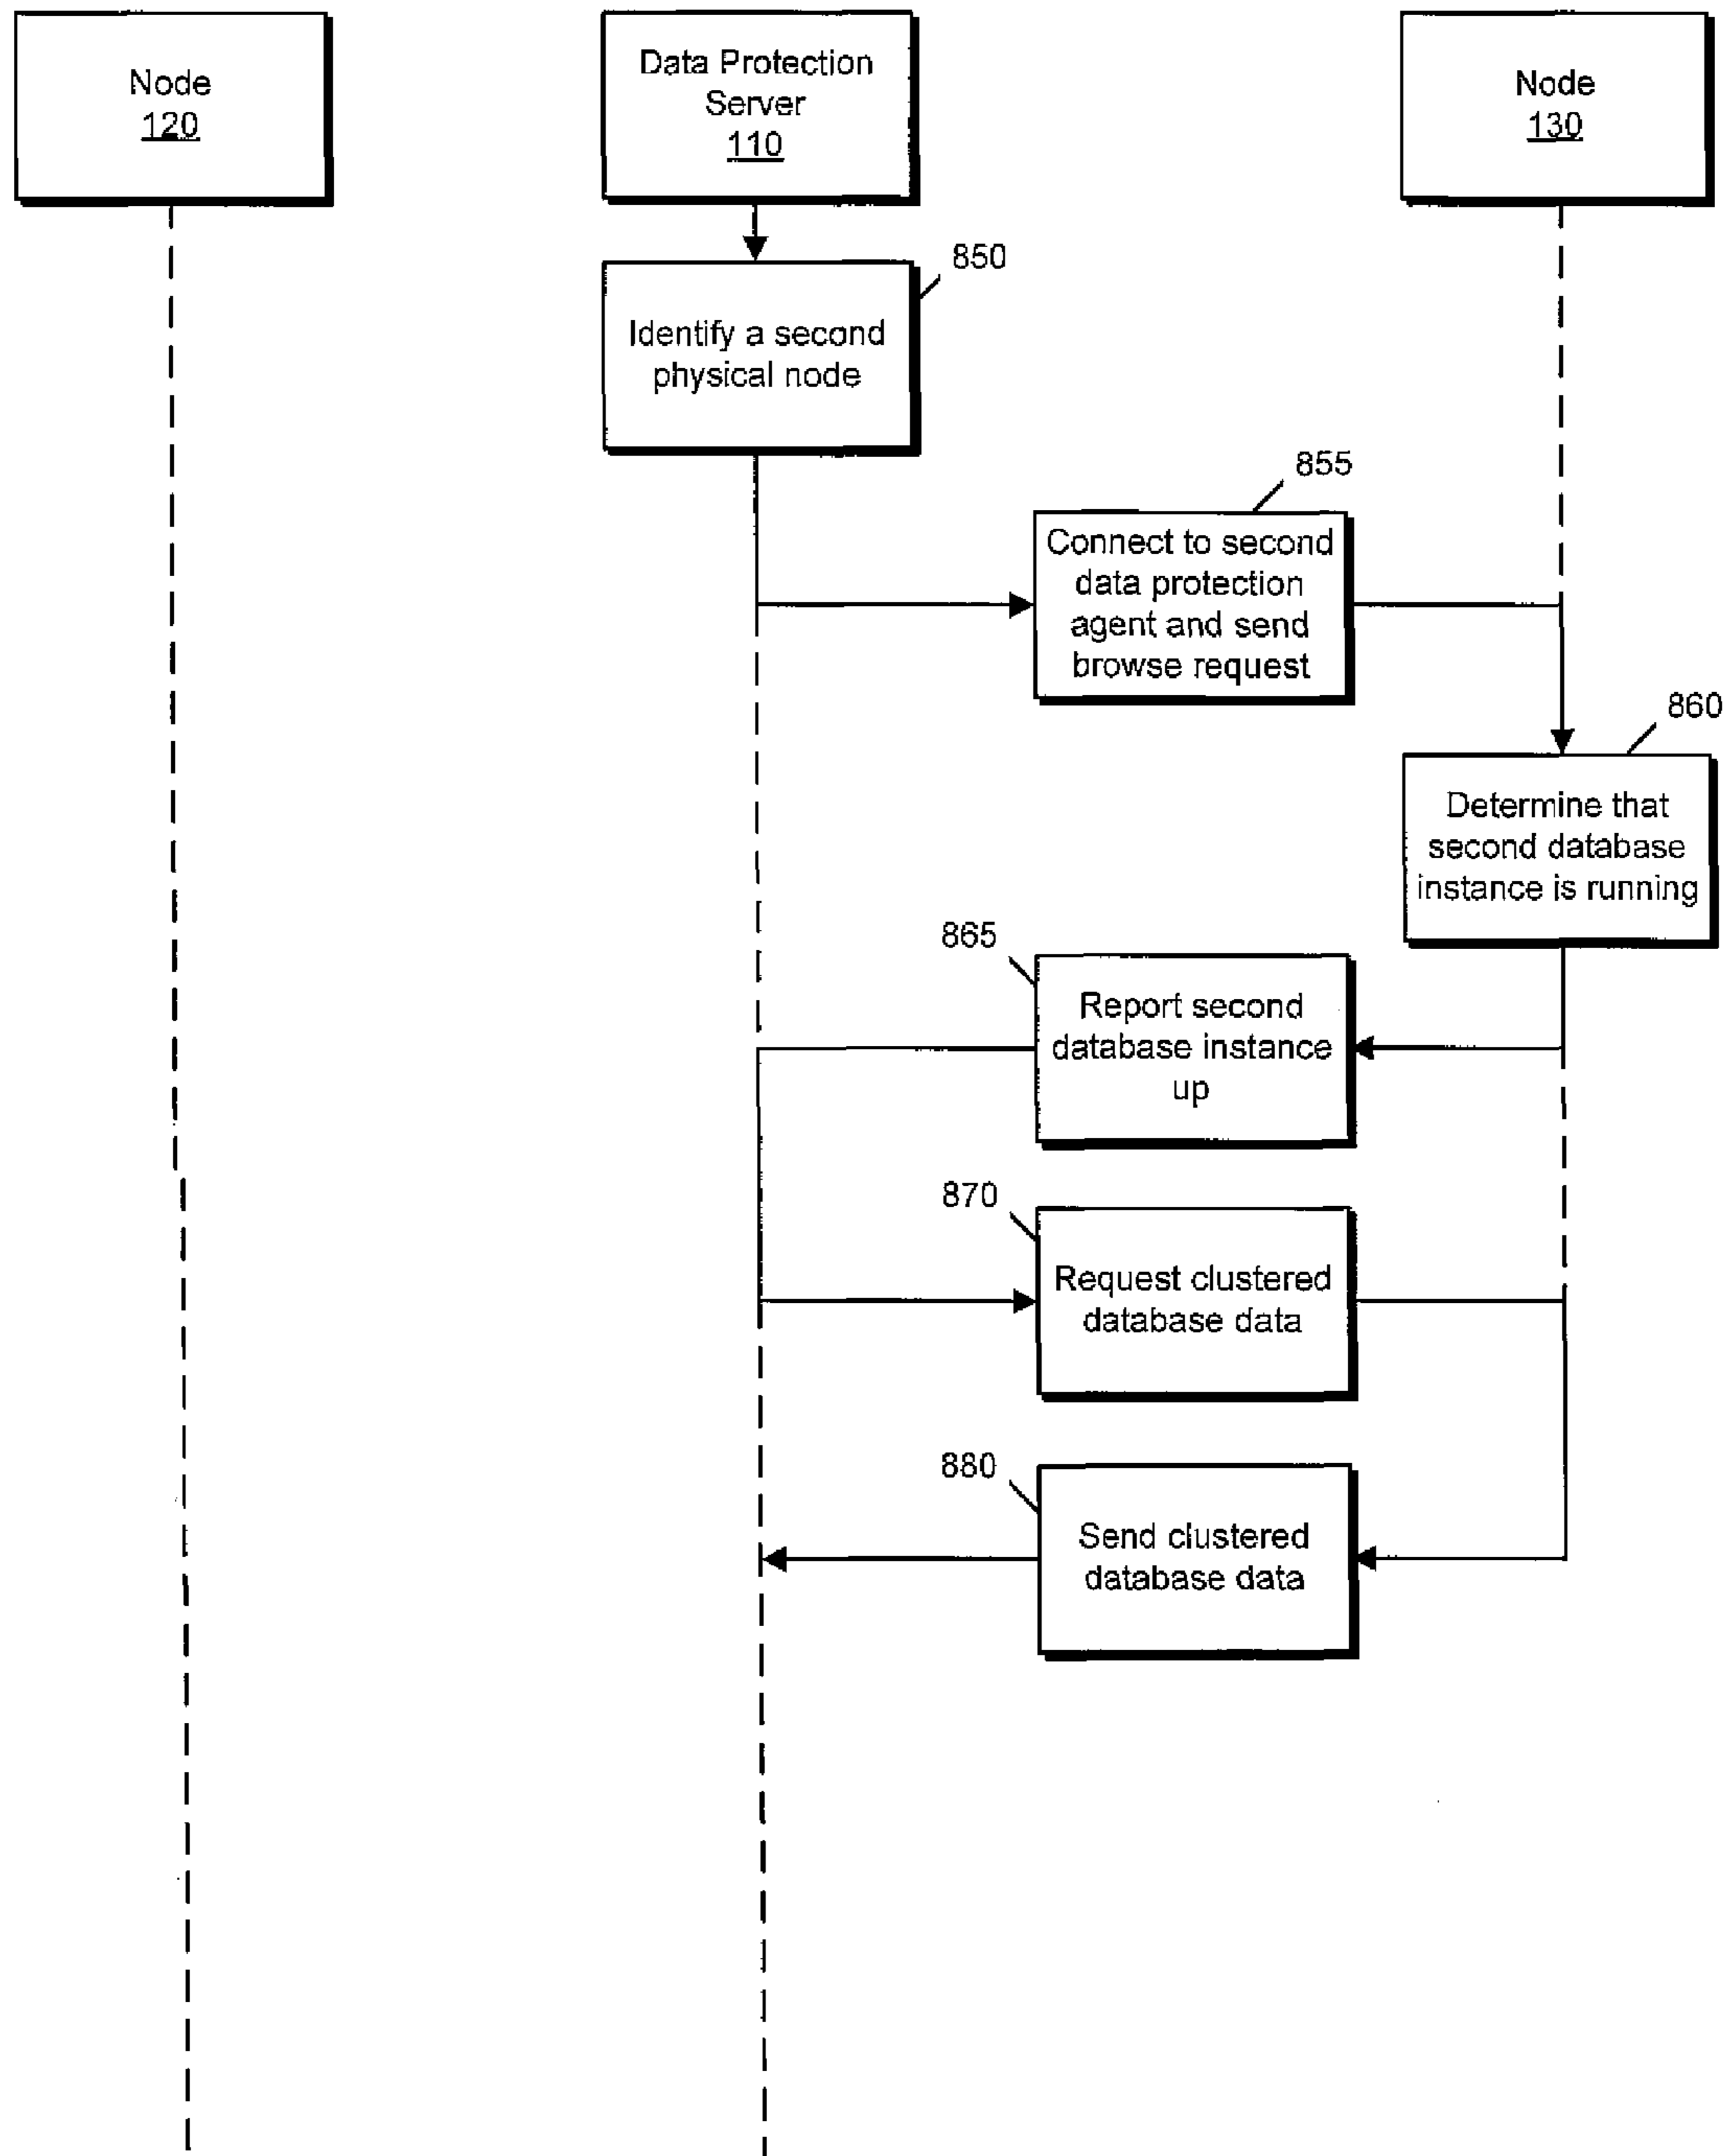 Node
120
Data Protection
Server
110
Node
130
850
Identify a second
physical node
855
Connect to second
data protection
agent and send
browse request
860
Determine that
second database
instance is running
865
Report second
database instance
up
870
Request clustered
database data
880
Send clustered
database data